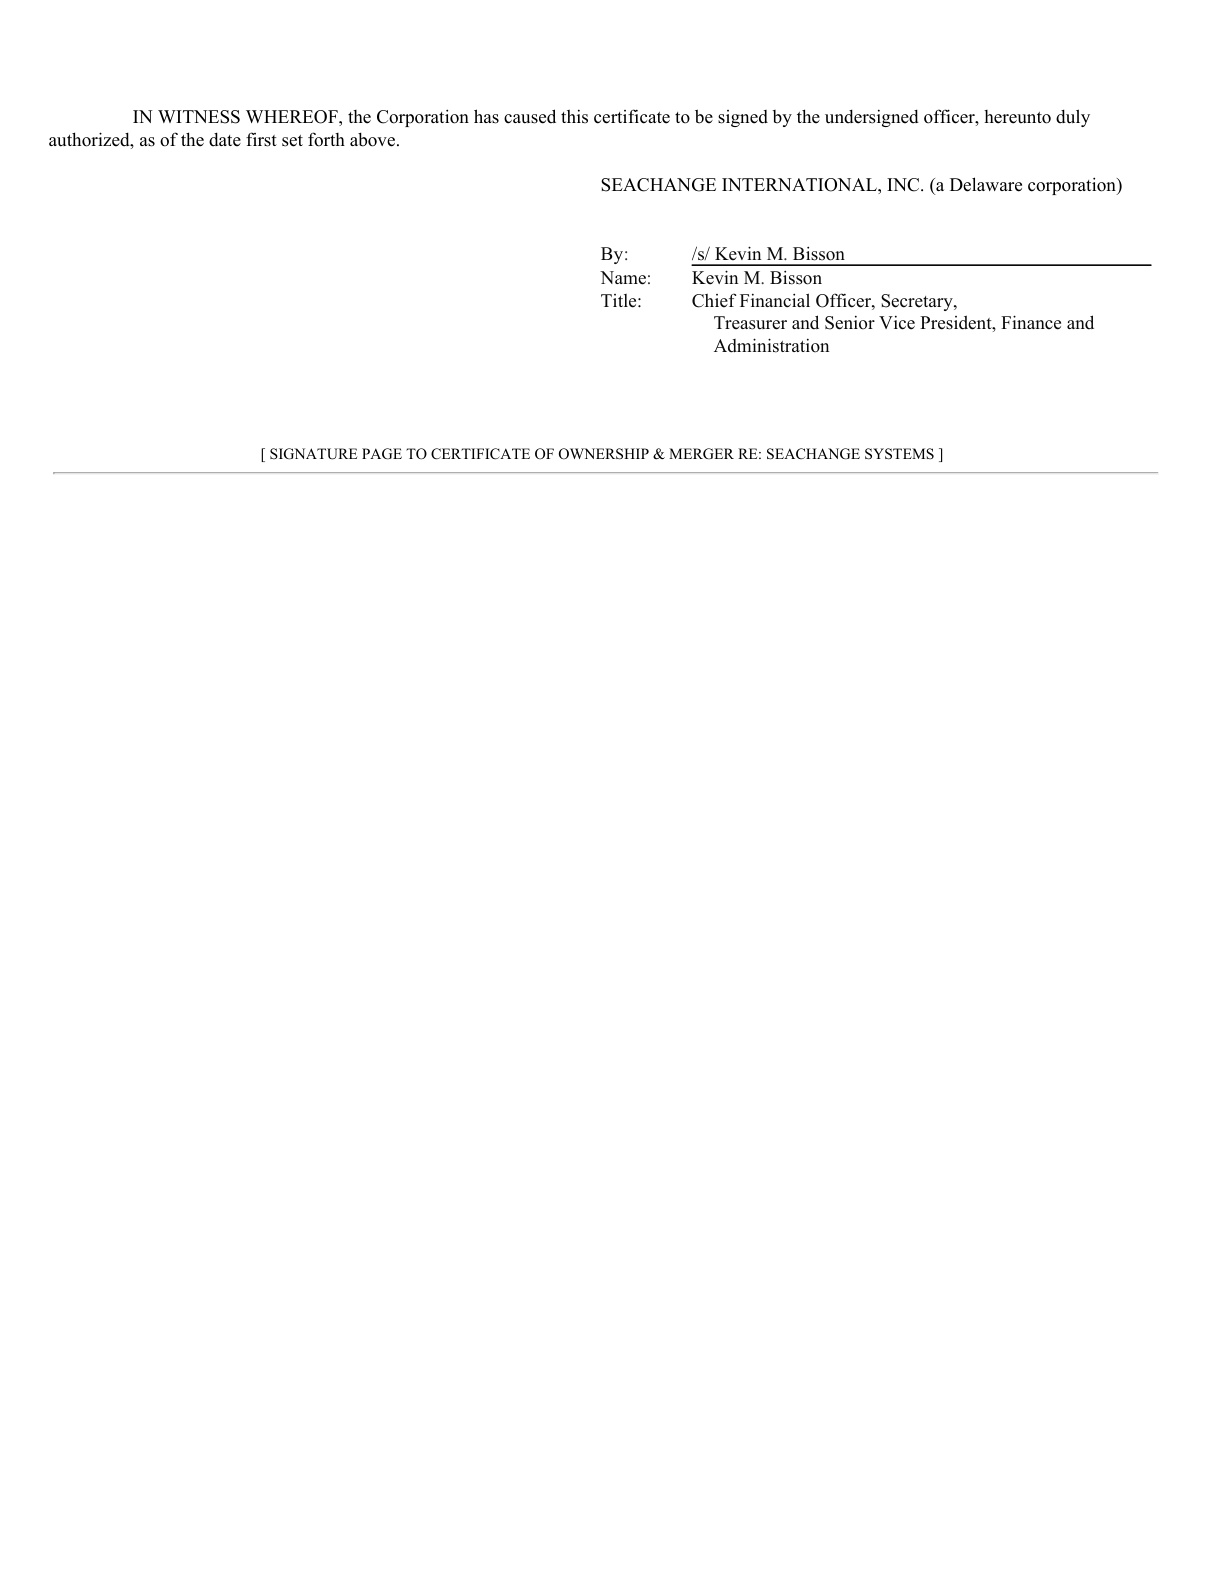 IN WITNESS WHEREOF, the Corporation has caused this certificate to be signed by the undersigned officer, hereunto duly
authorized, as of the date first set forth above.
SEACHANGE INTERNATIONAL, INC. (a Delaware corporation)
By: /s/ Kevin M. Bisson
Name: Kevin M. Bisson
Title: Chief Financial Officer, Secretary,
Treasurer and Senior Vice President, Finance and
Administration
[ SIGNATURE PAGE TO CERTIFICATE OF OWNERSHIP & MERGER RE: SEACHANGE SYSTEMS ]